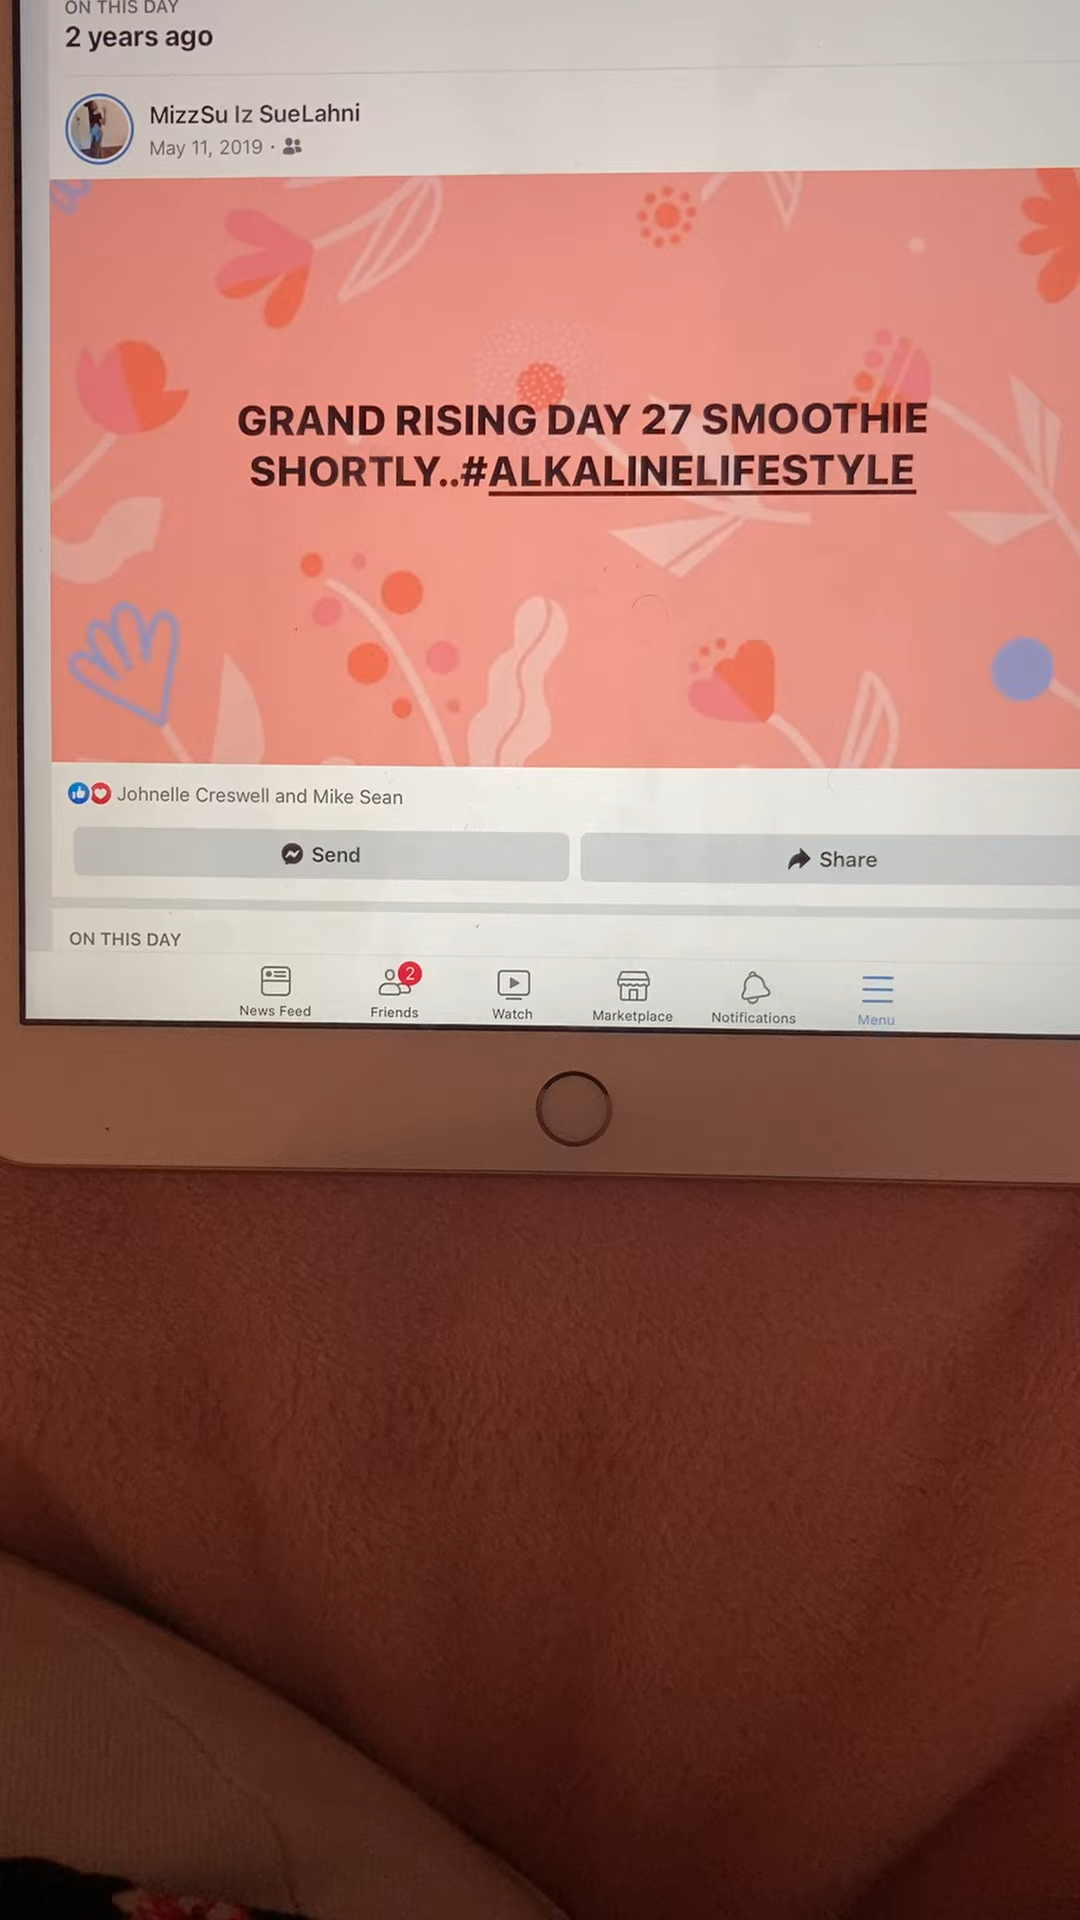 ON THIS DAY
2 years ago
MizzSu Iz SueLahni
May 11, 2019 ·
GRAND RISING DAY 27 SMOOTHIE
SHORTLY..#ALKALINELIFESTYLE
Johnelle Creswell and Mike Sean
Send
Share
ON THIS DAY
2
News Feed
Friends
Watch
Marketplace
Notifications
Menu